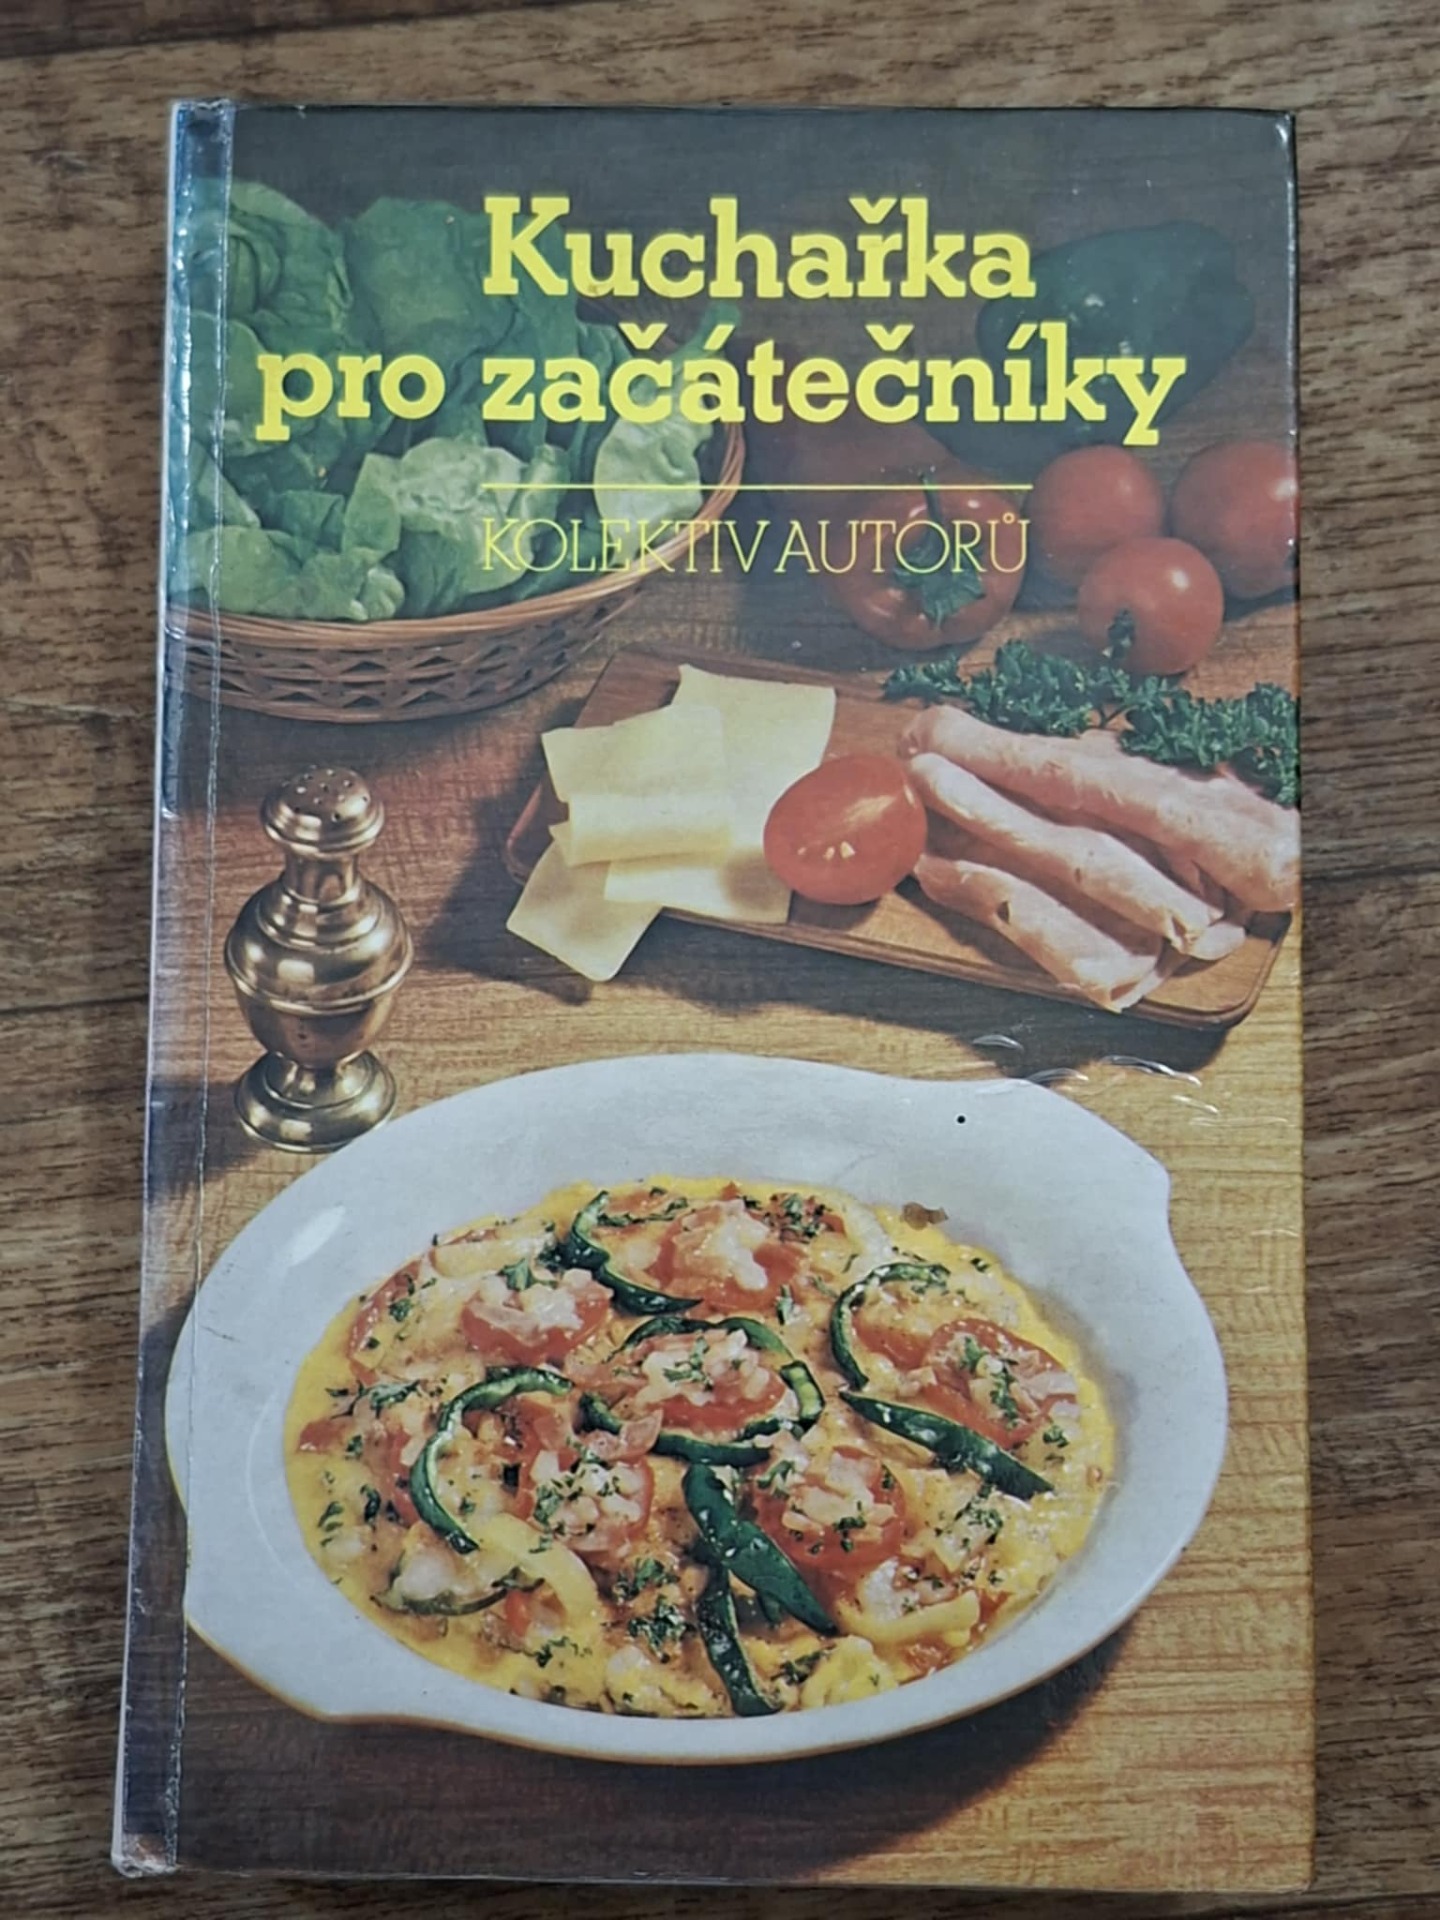 Kuchařka
pro začátečníky
KOLEKTIV AUTORŮ